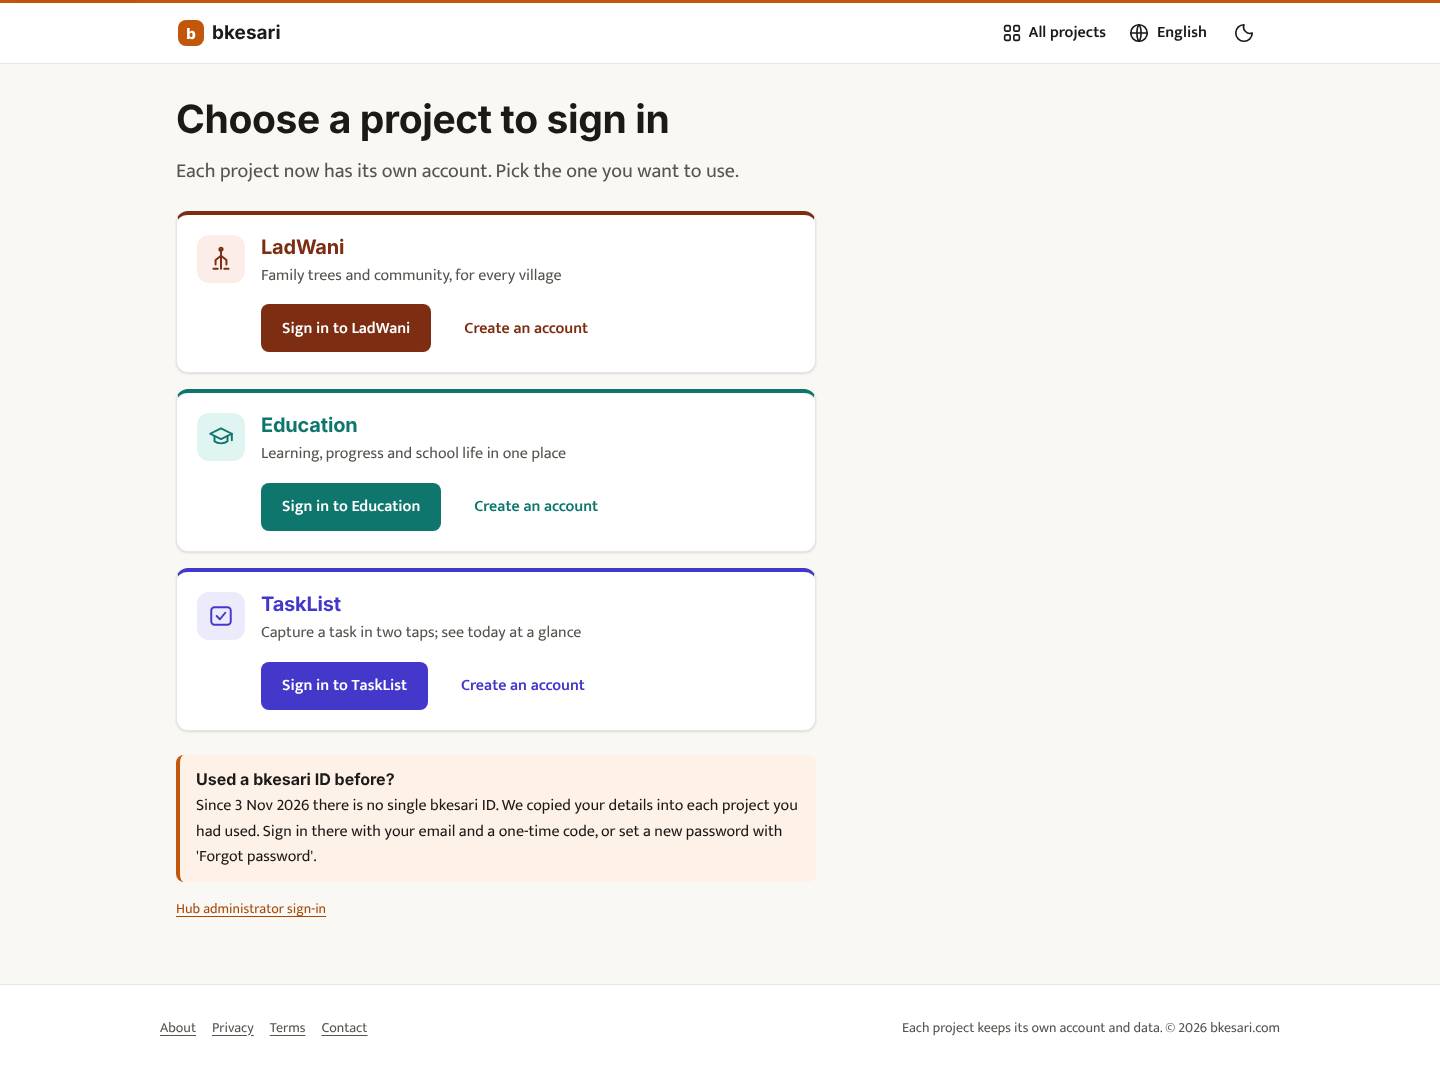 b bkesari
All projects
English
Choose a project to sign in
Each project now has its own account. Pick the one you want to use.
LadWani
Family trees and community, for every village
Sign in to LadWani
Create an account
Education
Learning, progress and school life in one place
Sign in to Education
Create an account
TaskList
Capture a task in two taps; see today at a glance
Sign in to TaskList
Create an account
Used a bkesari ID before?
Since 3 Nov 2026 there is no single bkesari ID. We copied your details into each project you
had used. Sign in there with your email and a one-time code, or set a new password with
'Forgot password'.
Hub administrator sign-in
About Privacy Terms Contact
Each project keeps its own account and data. © 2026 bkesari.com